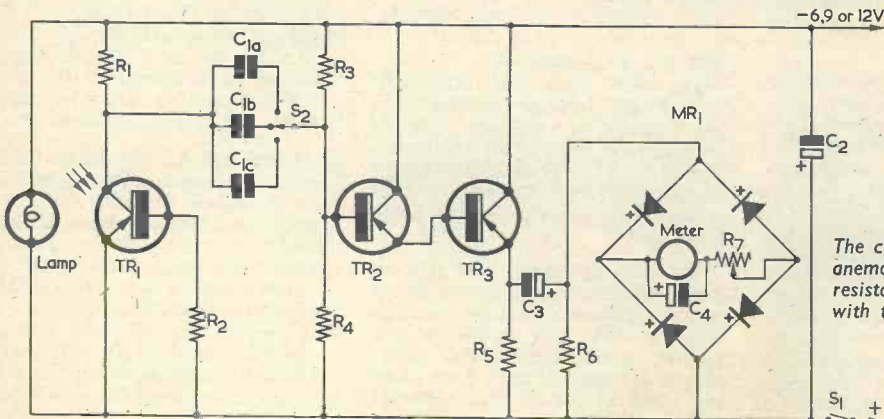 −6,9 or 12V
R1
C1a
C1b
C1c
S2
R3
MR1
C2
+
Lamp
TR1
R2
R4
TR2
TR3
C3
+
R5
R6
Meter
R7
C4
+
+
+
+
+
S1
+
The c
anemo
resisto
with t